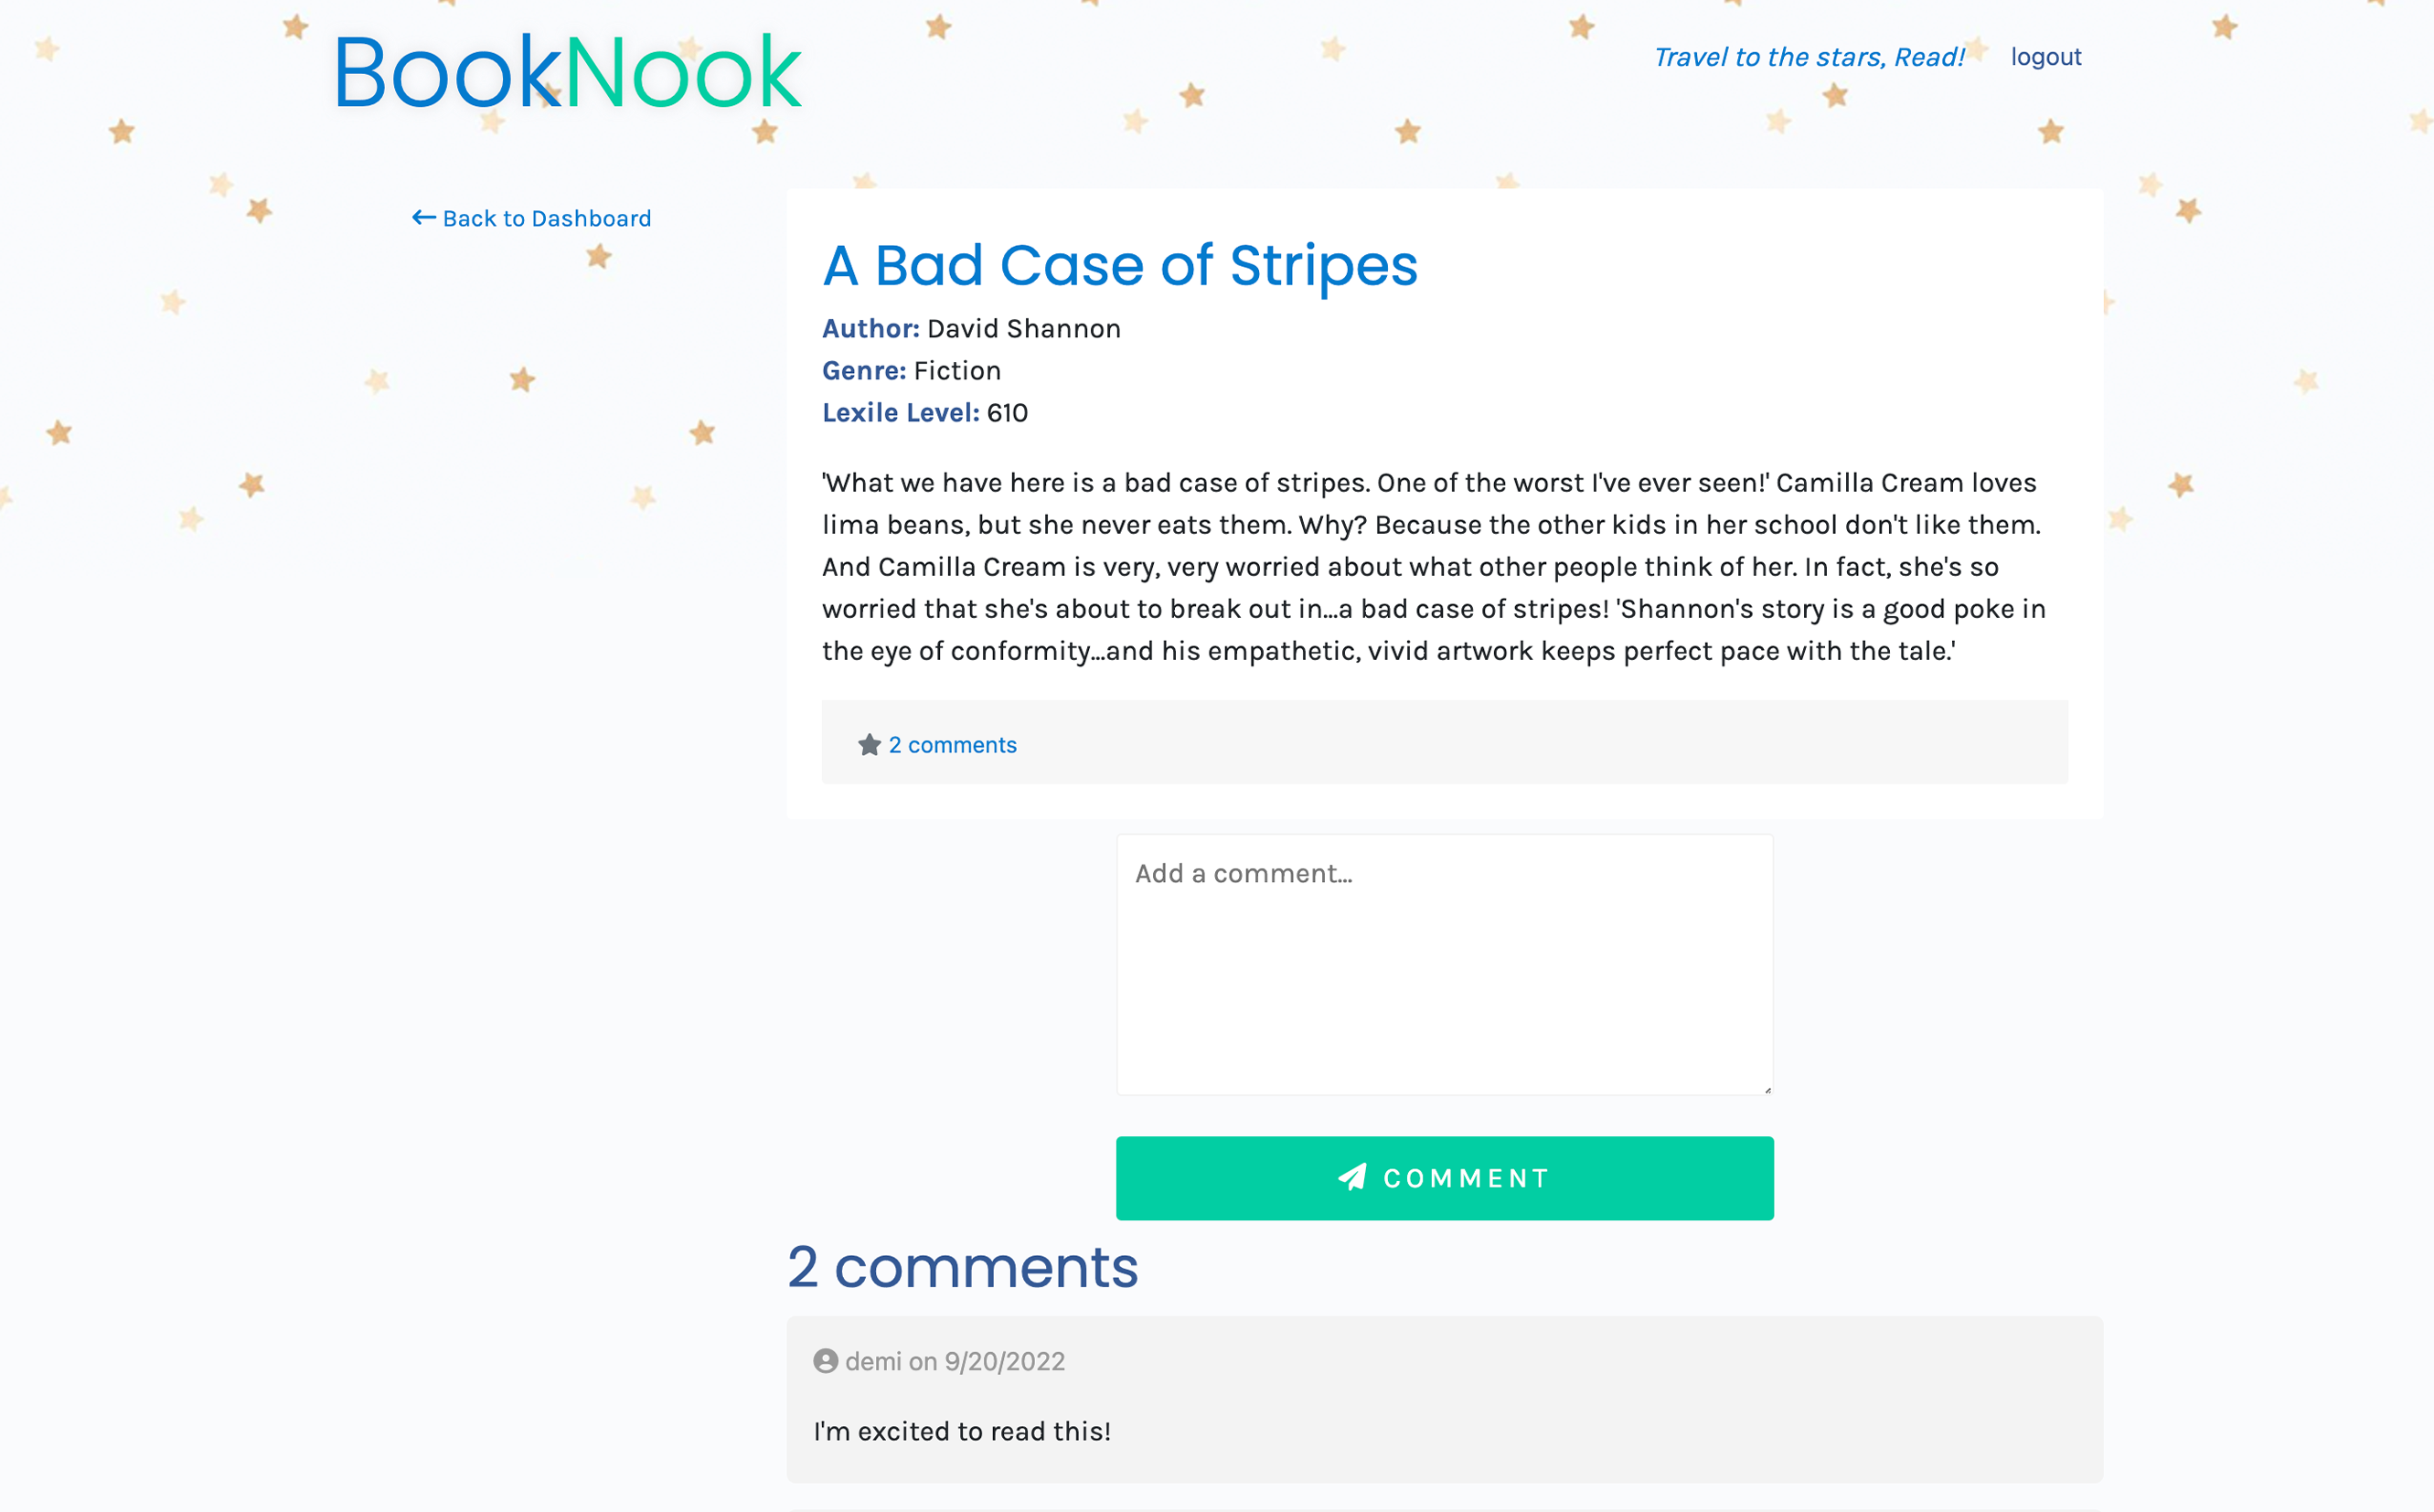 BookNook
Travel to the stars, Read!
logout
Back to Dashboard
A Bad Case of Stripes
Author: David Shannon
Genre: Fiction
Lexile Level: 610
'What we have here is a bad case of stripes. One of the worst I've ever seen!' Camilla Cream loves
lima beans, but she never eats them. Why? Because the other kids in her school don't like them.
And Camilla Cream is very, very worried about what other people think of her. In fact, she's so
worried that she's about to break out in...a bad case of stripes! 'Shannon's story is a good poke in
the eye of conformity...and his empathetic, vivid artwork keeps perfect pace with the tale.'
2 comments
Add a comment...
COMMENT
2 comments
demi on 9/20/2022
I'm excited to read this!